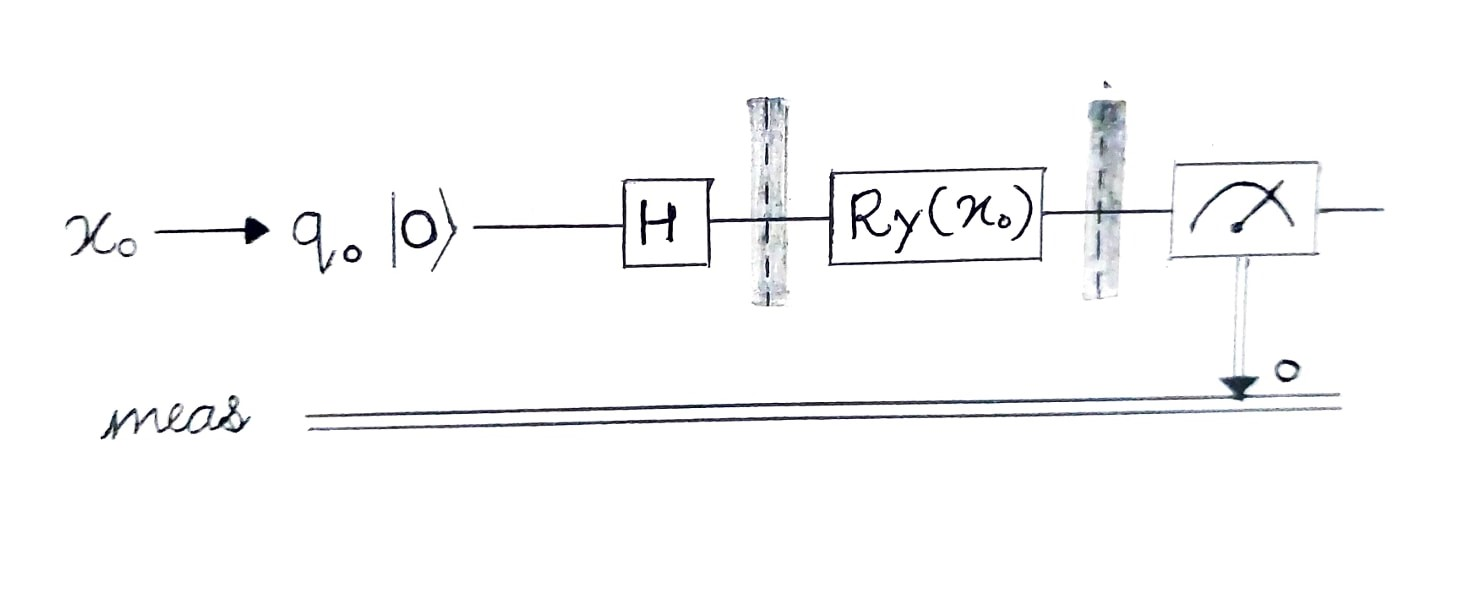 x₀ → q₀ |0⟩ H Ry(x₀)
0
meas